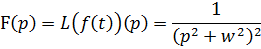 F(p) = L(f(t))(p) = 1/(p² + w²)²